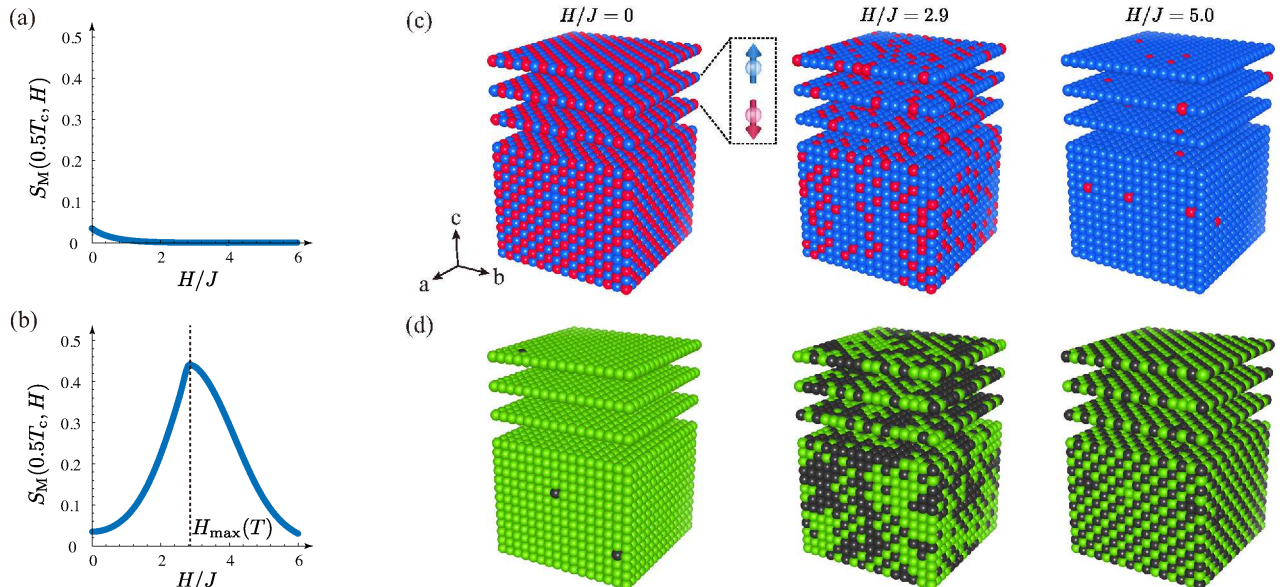 (a)
0.5
0.4
0.3
0.2
0.1
0
S_M(0.5T_c, H)
0 2 4 6
H/J
(b)
0.5
0.4
0.3
0.2
0.1
0
S_M(0.5T_c, H)
H_max(T)
0 2 4 6
H/J
(c)
H/J = 0
H/J = 2.9
H/J = 5.0
c
a
b
(d)